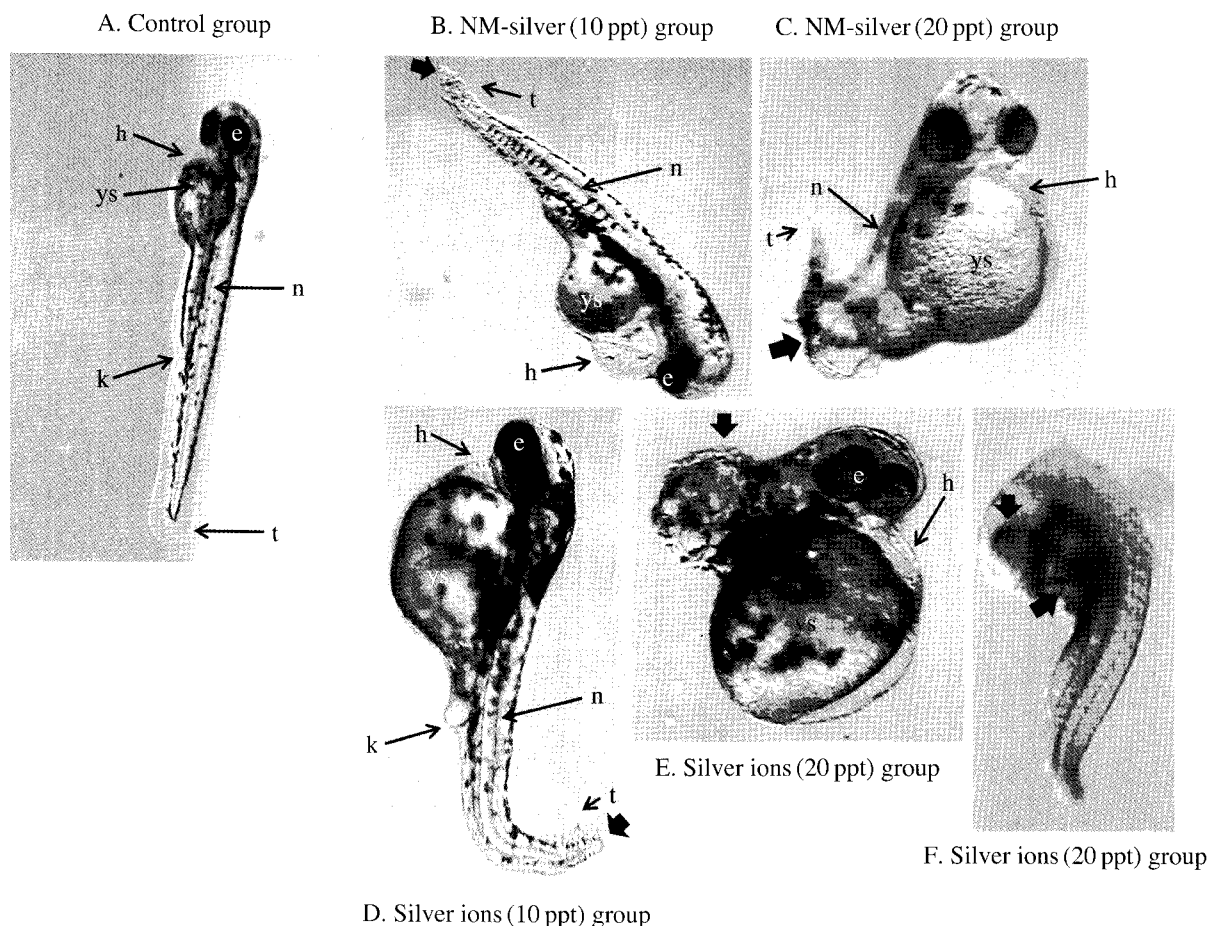 A. Control group
B. NM-silver (10 ppt) group
C. NM-silver (20 ppt) group
h
e
ys
n
k
t
t
n
ys
h
e
n
h
t
ys
h
e
n
k
t
e
h
ys
E. Silver ions (20 ppt) group
F. Silver ions (20 ppt) group
D. Silver ions (10 ppt) group